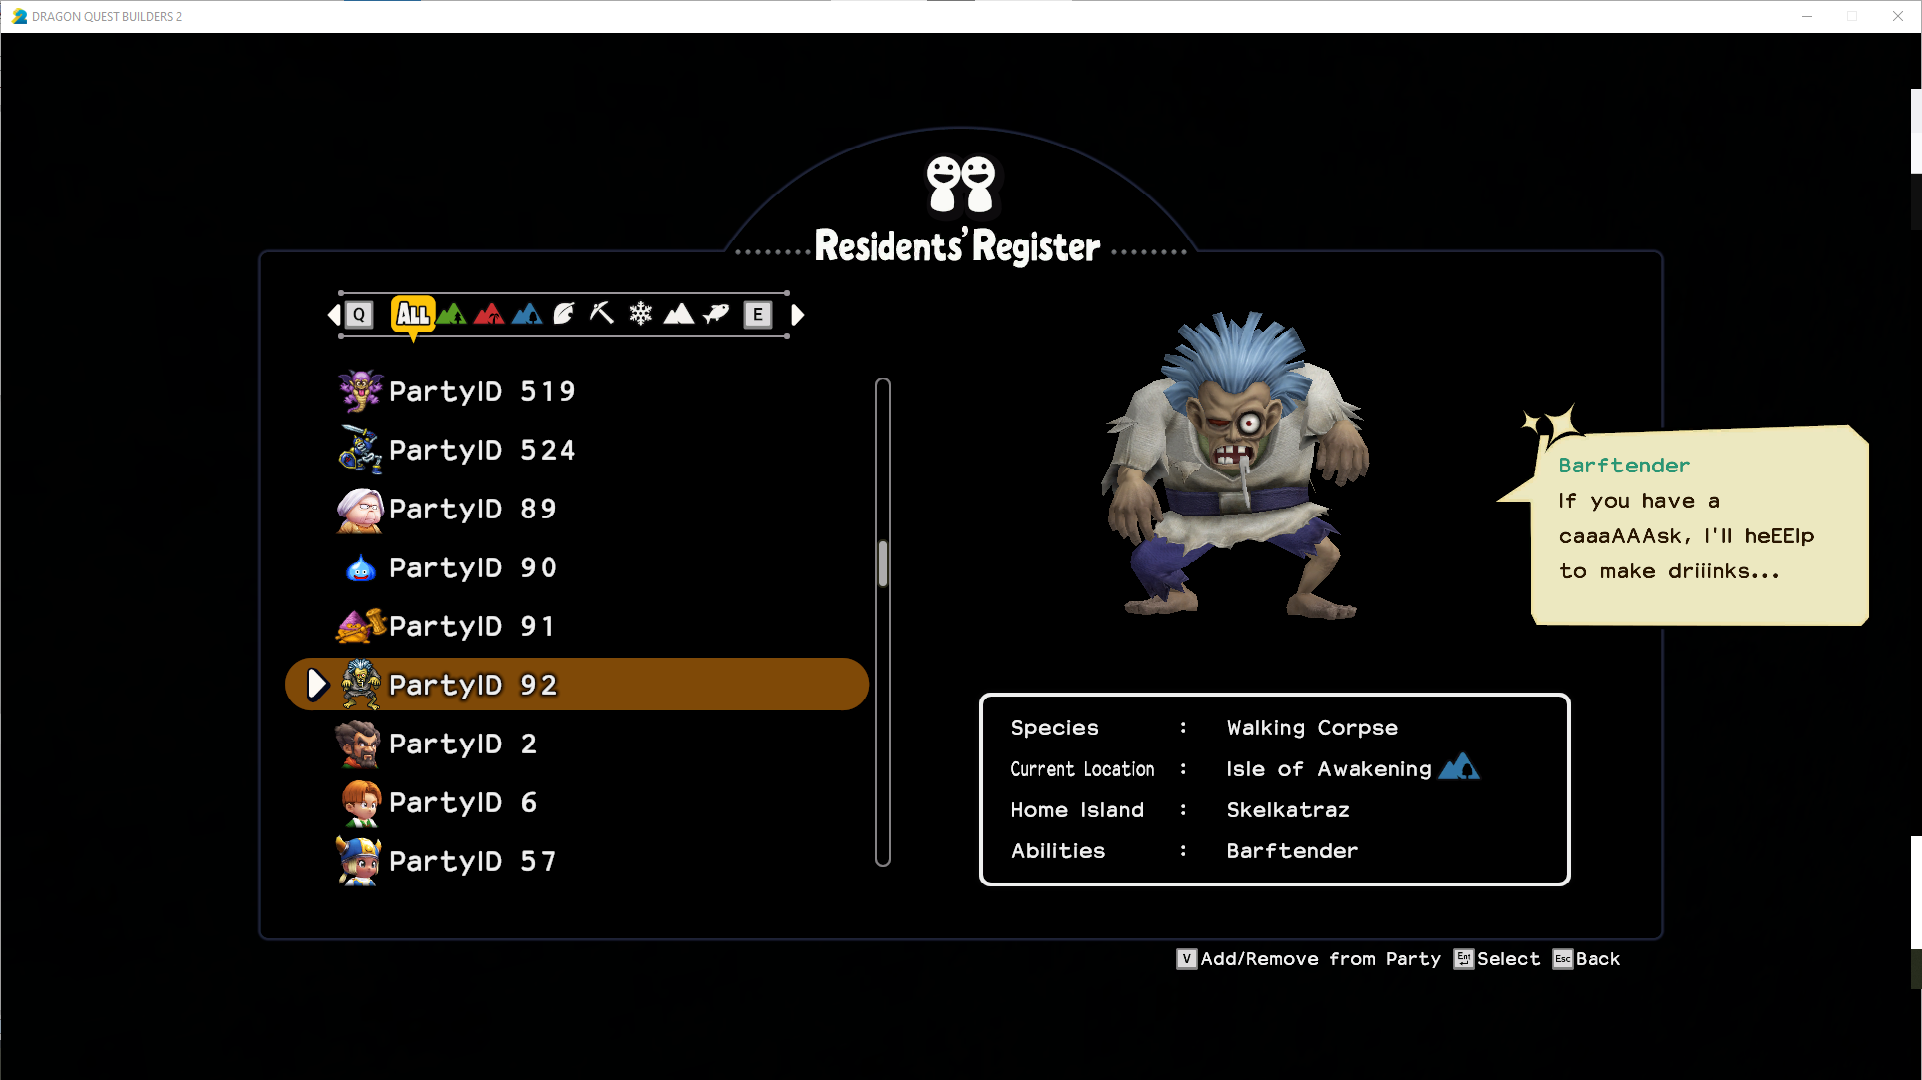 DRAGON QUEST BUILDERS 2
Residents' Register
Q ALL E
PartyID 519
PartyID 524
PartyID 89
PartyID 90
PartyID 91
PartyID 92
PartyID 2
PartyID 6
PartyID 57
Barftender
If you have a
caaaAAAsk, I'll heEElp
to make driiinks...
Species : Walking Corpse
Current Location : Isle of Awakening
Home Island : Skelkatraz
Abilities : Barftender
V Add/Remove from Party Ent Select Esc Back